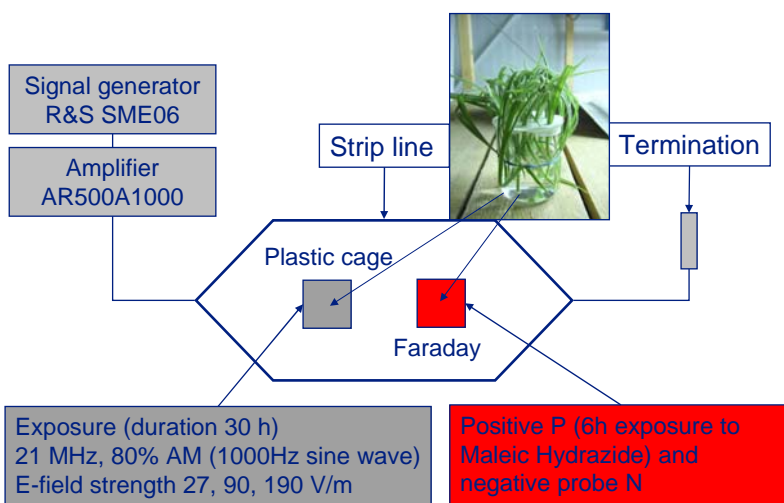 Signal generator
R&S SME06
Amplifier
AR500A1000
Strip line
Termination
Plastic cage
Faraday
Exposure (duration 30 h)
21 MHz, 80% AM (1000Hz sine wave)
E-field strength 27, 90, 190 V/m
Positive P (6h exposure to
Maleic Hydrazide) and
negative probe N